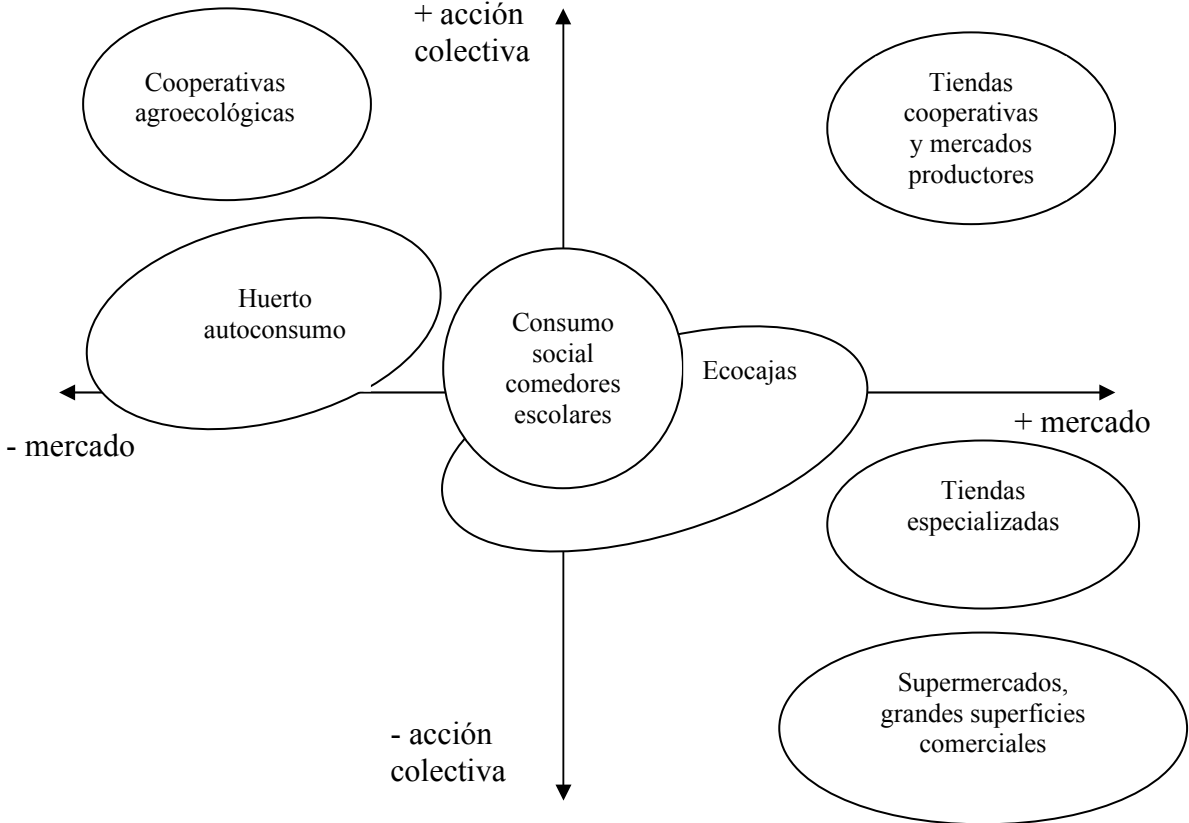 + acción
colectiva
Cooperativas
agroecológicas
Tiendas
cooperativas
y mercados
productores
Huerto
autoconsumo
Consumo
social
comedores
escolares
Ecocajas
- mercado
+ mercado
Tiendas
especializadas
Supermercados,
grandes superficies
comerciales
- acción
colectiva